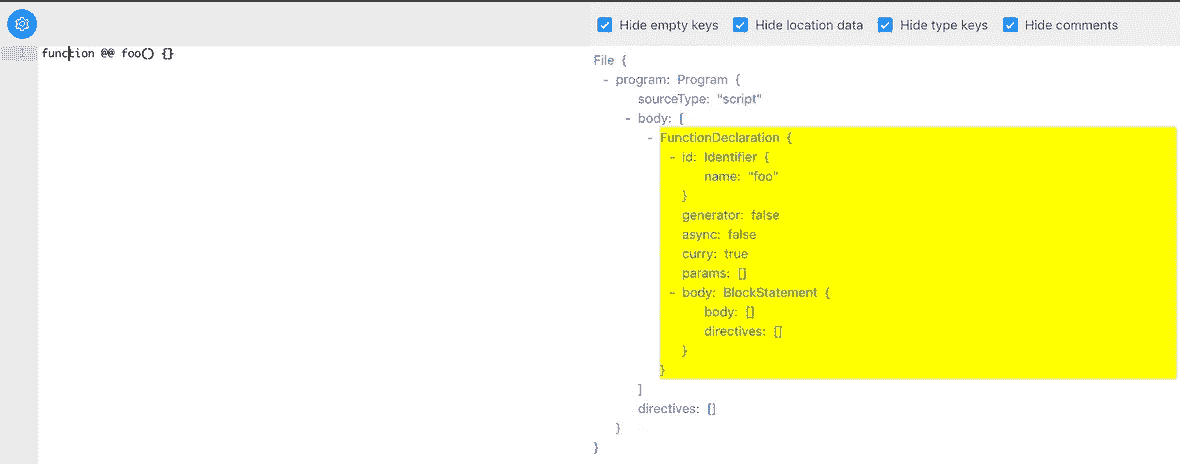 Hide empty keys Hide location data Hide type keys Hide comments
1 function @@ foo() {}
File {
- program: Program {
sourceType: "script"
- body: [
- FunctionDeclaration {
- id: Identifier {
name: "foo"
}
generator: false
async: false
curry: true
params: []
- body: BlockStatement {
body: []
directives: []
}
}
]
directives: []
}
}